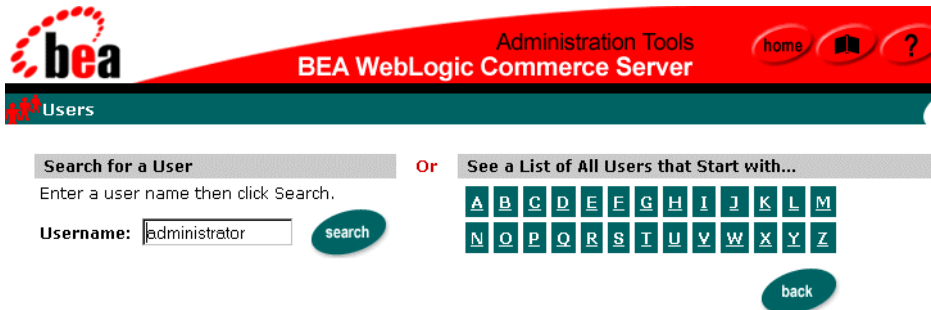 bea
Administration Tools
BEA WebLogic Commerce Server
home
?
Users
Search for a User
Or
See a List of All Users that Start with...
Enter a user name then click Search.
Username: administrator
search
A B C D E F G H I J K L M
N O P Q R S T U V W X Y Z
back